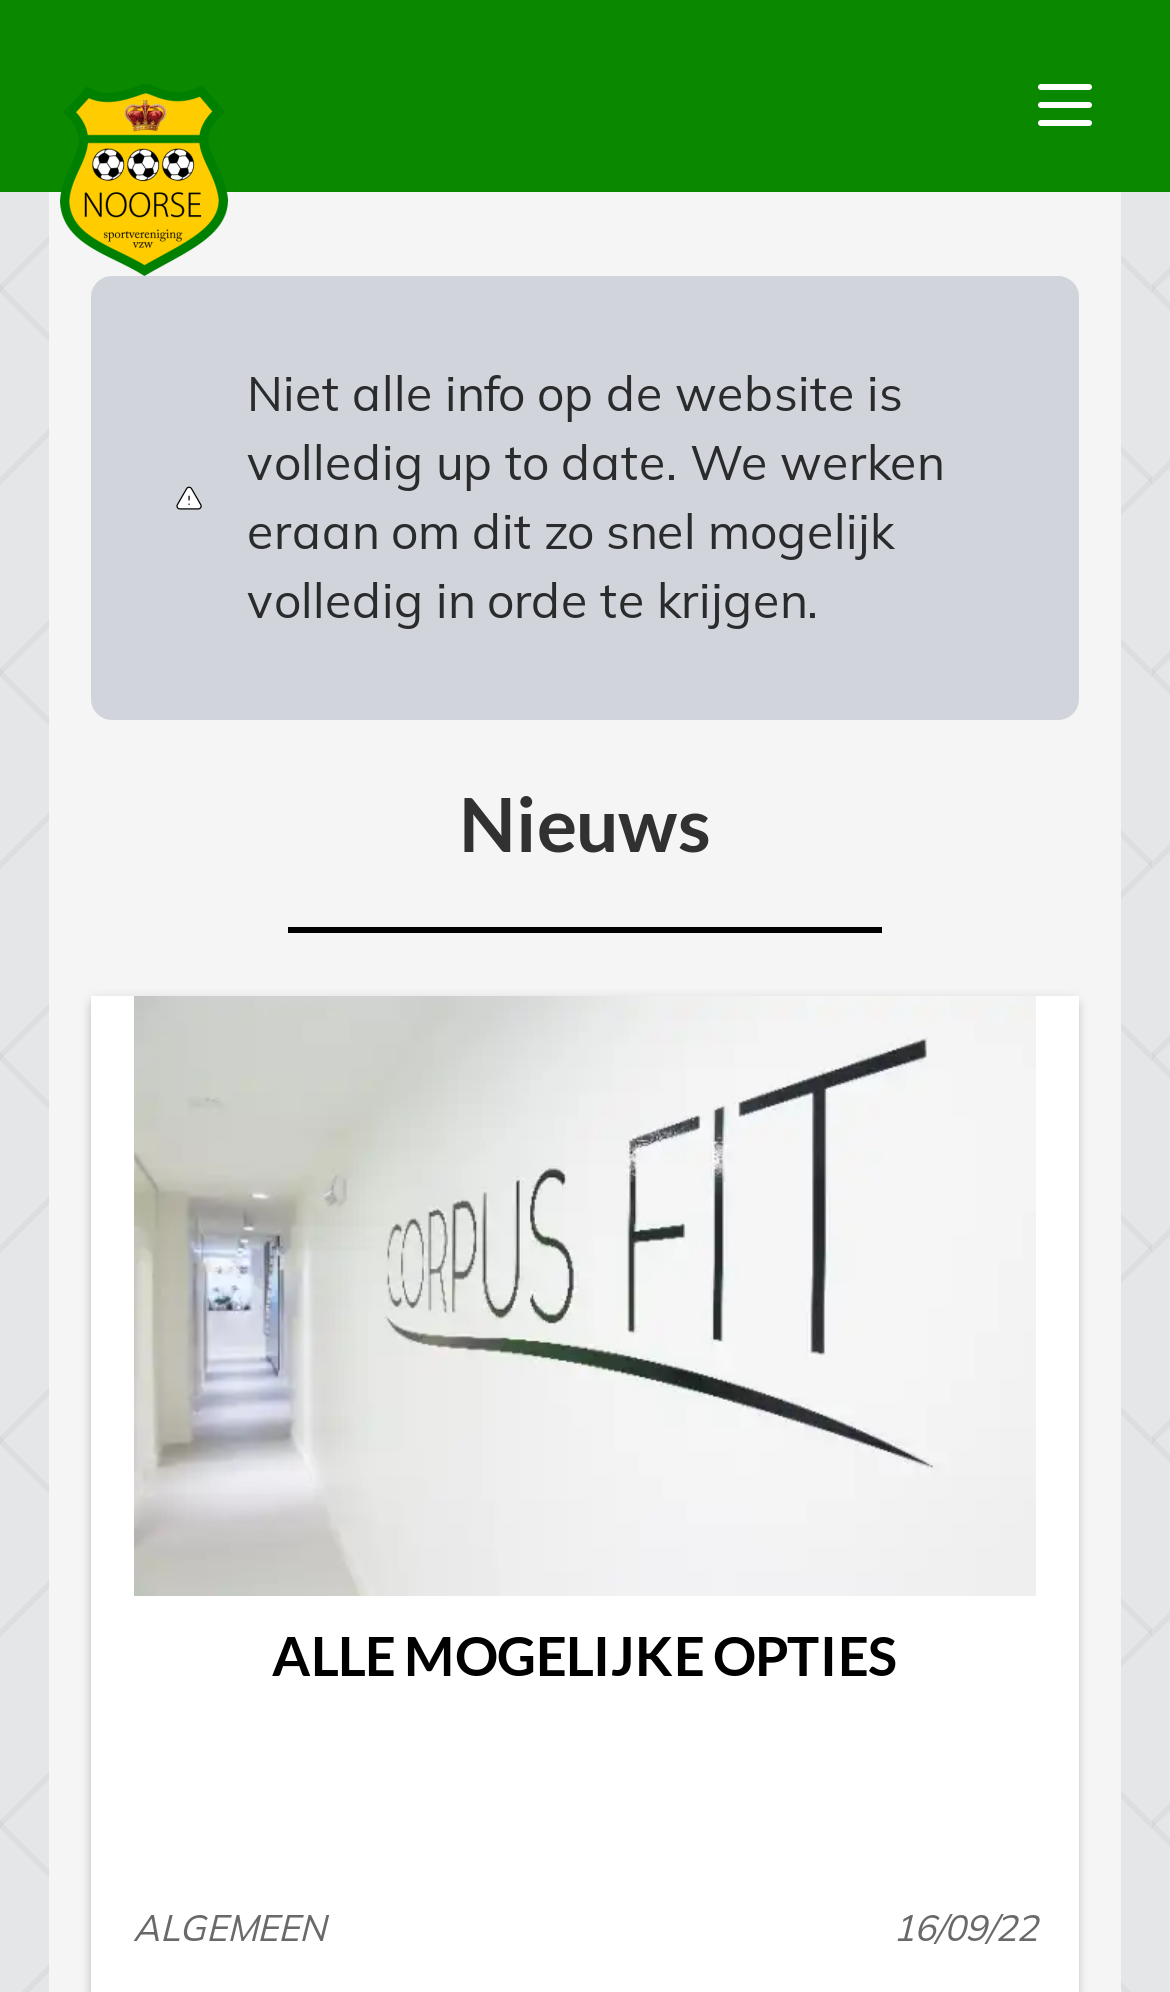 NOORSE
sportvereniging
vzw
Niet alle info op de website is
volledig up to date. We werken
eraan om dit zo snel mogelijk
volledig in orde te krijgen.
Nieuws
CORPUS FIT
ALLE MOGELIJKE OPTIES
ALGEMEEN 16/09/22